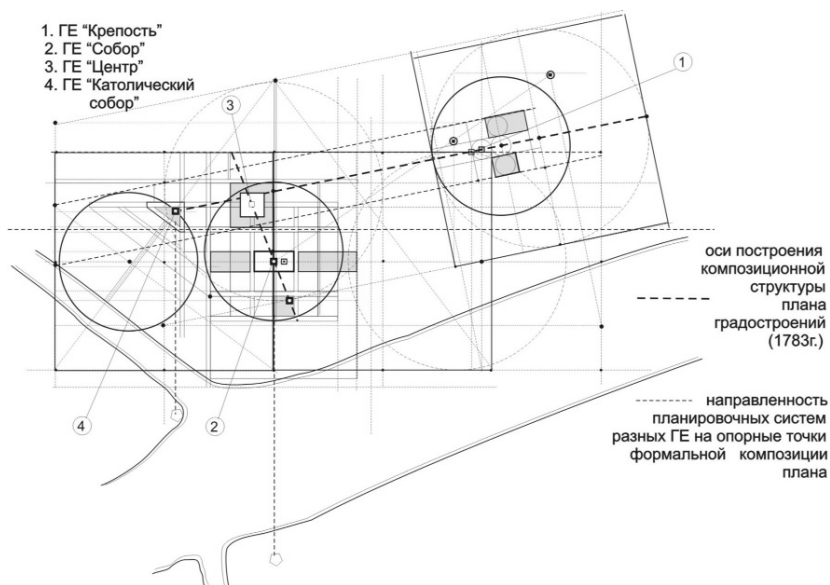 1. ГЕ “Крепость”
2. ГЕ “Собор”
3. ГЕ “Центр”
4. ГЕ “Католический
собор”
1
3
оси построения
композиционной
структуры
плана
градостроений
(1783г.)
4
2
направленность
планировочных систем
разных ГЕ на опорные точки
формальной композиции
плана